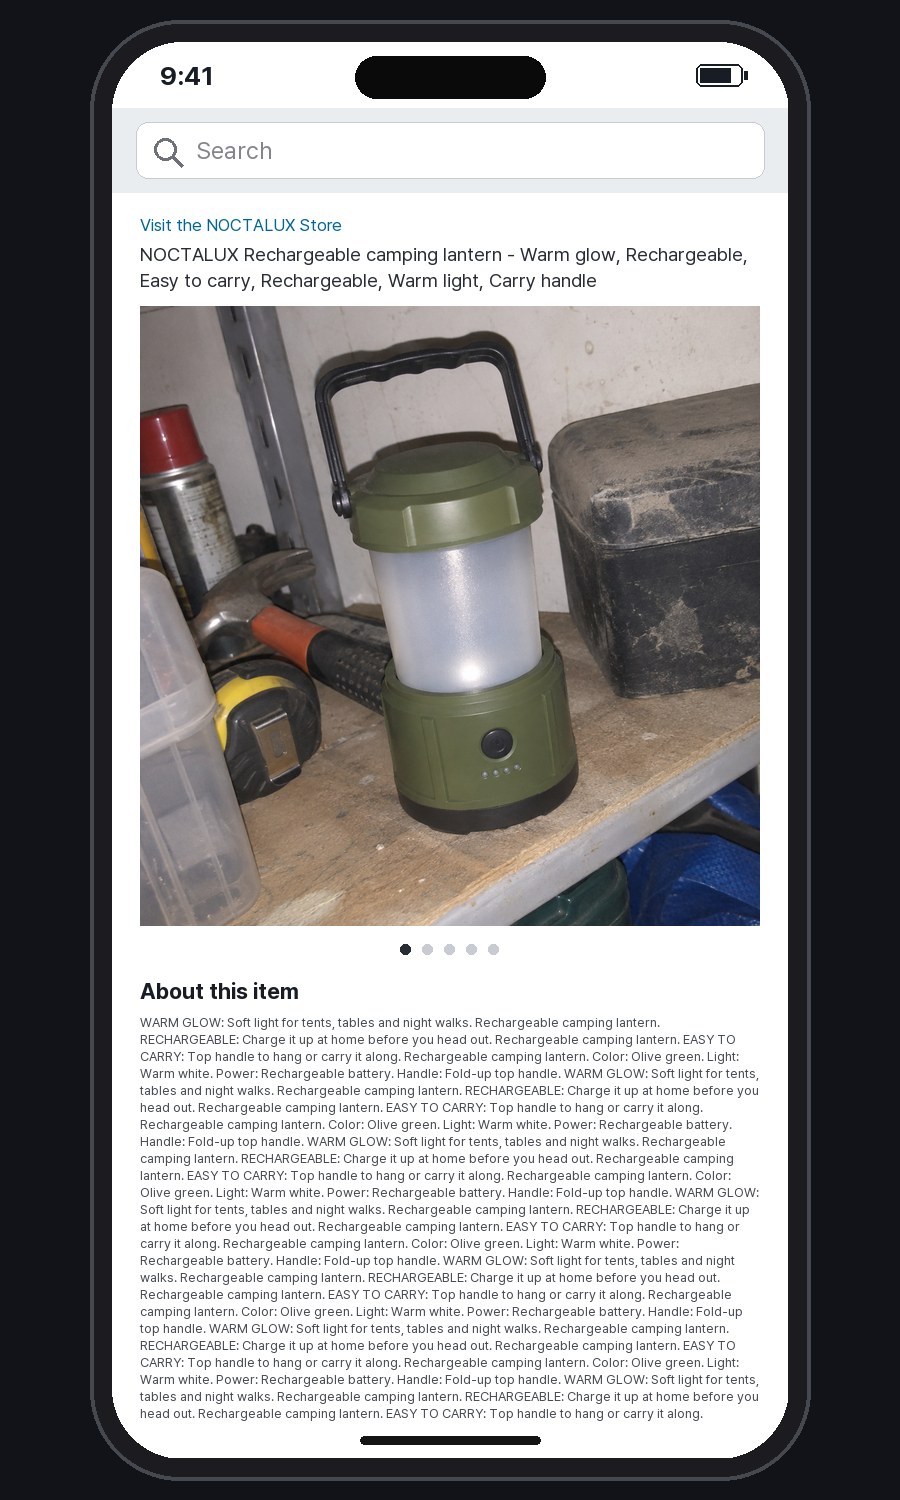 9:41
Search
Visit the NOCTALUX Store
NOCTALUX Rechargeable camping lantern - Warm glow, Rechargeable,
Easy to carry, Rechargeable, Warm light, Carry handle
About this item
WARM GLOW: Soft light for tents, tables and night walks. Rechargeable camping lantern.
RECHARGEABLE: Charge it up at home before you head out. Rechargeable camping lantern. EASY TO
CARRY: Top handle to hang or carry it along. Rechargeable camping lantern. Color: Olive green. Light:
Warm white. Power: Rechargeable battery. Handle: Fold-up top handle. WARM GLOW: Soft light for tents,
tables and night walks. Rechargeable camping lantern. RECHARGEABLE: Charge it up at home before you
head out. Rechargeable camping lantern. EASY TO CARRY: Top handle to hang or carry it along.
Rechargeable camping lantern. Color: Olive green. Light: Warm white. Power: Rechargeable battery.
Handle: Fold-up top handle. WARM GLOW: Soft light for tents, tables and night walks. Rechargeable
camping lantern. RECHARGEABLE: Charge it up at home before you head out. Rechargeable camping
lantern. EASY TO CARRY: Top handle to hang or carry it along. Rechargeable camping lantern. Color:
Olive green. Light: Warm white. Power: Rechargeable battery. Handle: Fold-up top handle. WARM GLOW:
Soft light for tents, tables and night walks. Rechargeable camping lantern. RECHARGEABLE: Charge it up
at home before you head out. Rechargeable camping lantern. EASY TO CARRY: Top handle to hang or
carry it along. Rechargeable camping lantern. Color: Olive green. Light: Warm white. Power:
Rechargeable battery. Handle: Fold-up top handle. WARM GLOW: Soft light for tents, tables and night
walks. Rechargeable camping lantern. RECHARGEABLE: Charge it up at home before you head out.
Rechargeable camping lantern. EASY TO CARRY: Top handle to hang or carry it along. Rechargeable
camping lantern. Color: Olive green. Light: Warm white. Power: Rechargeable battery. Handle: Fold-up
top handle. WARM GLOW: Soft light for tents, tables and night walks. Rechargeable camping lantern.
RECHARGEABLE: Charge it up at home before you head out. Rechargeable camping lantern. EASY TO
CARRY: Top handle to hang or carry it along. Rechargeable camping lantern. Color: Olive green. Light:
Warm white. Power: Rechargeable battery. Handle: Fold-up top handle. WARM GLOW: Soft light for tents,
tables and night walks. Rechargeable camping lantern. RECHARGEABLE: Charge it up at home before you
head out. Rechargeable camping lantern. EASY TO CARRY: Top handle to hang or carry it along.